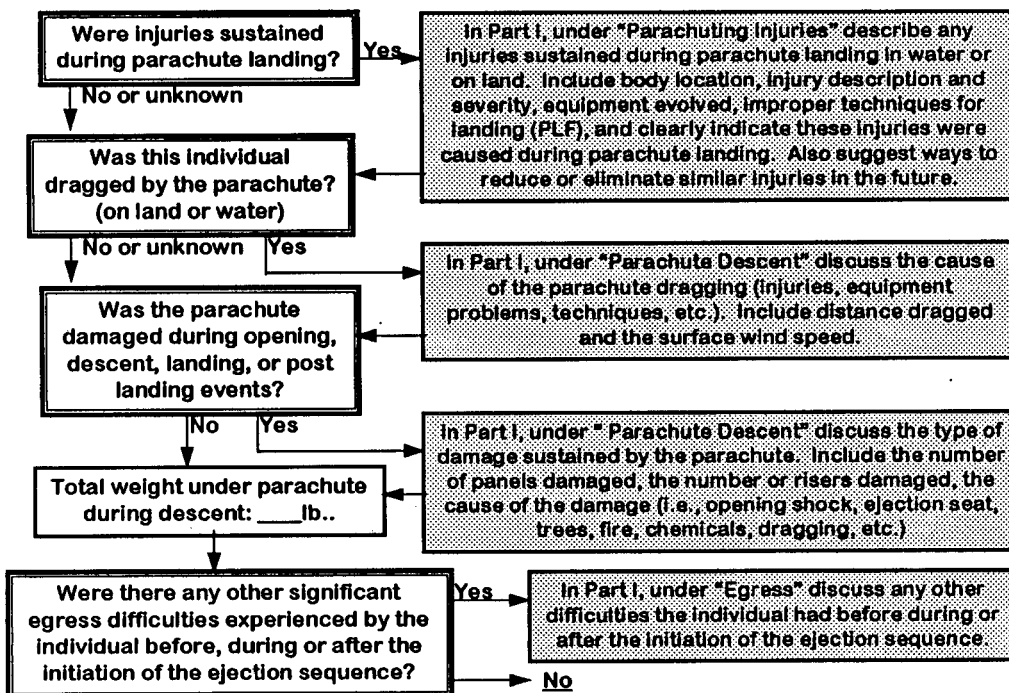 Were injuries sustained
during parachute landing?
Yes
In Part I, under "Parachuting Injuries" describe any
injuries sustained during parachute landing in water or
on land. Include body location, injury description and
severity, equipment evolved, improper techniques for
landing (PLF), and clearly indicate these injuries were
caused during parachute landing. Also suggest ways to
reduce or eliminate similar injuries in the future.
No or unknown
Was this individual
dragged by the parachute?
(on land or water)
No or unknown
Yes
In Part I, under "Parachute Descent" discuss the cause
of the parachute dragging (injuries, equipment
problems, techniques, etc.). Include distance dragged
and the surface wind speed.
Was the parachute
damaged during opening,
descent, landing, or post
landing events?
No
Yes
In Part I, under " Parachute Descent" discuss the type of
damage sustained by the parachute. Include the number
of panels damaged, the number or risers damaged, the
cause of the damage (i.e., opening shock, ejection seat,
trees, fire, chemicals, dragging, etc.)
Total weight under parachute
during descent: ___lb..
Were there any other significant
egress difficulties experienced by the
individual before, during or after the
initiation of the ejection sequence?
Yes
In Part I, under "Egress" discuss any other
difficulties the individual had before during or
after the initiation of the ejection sequence.
No